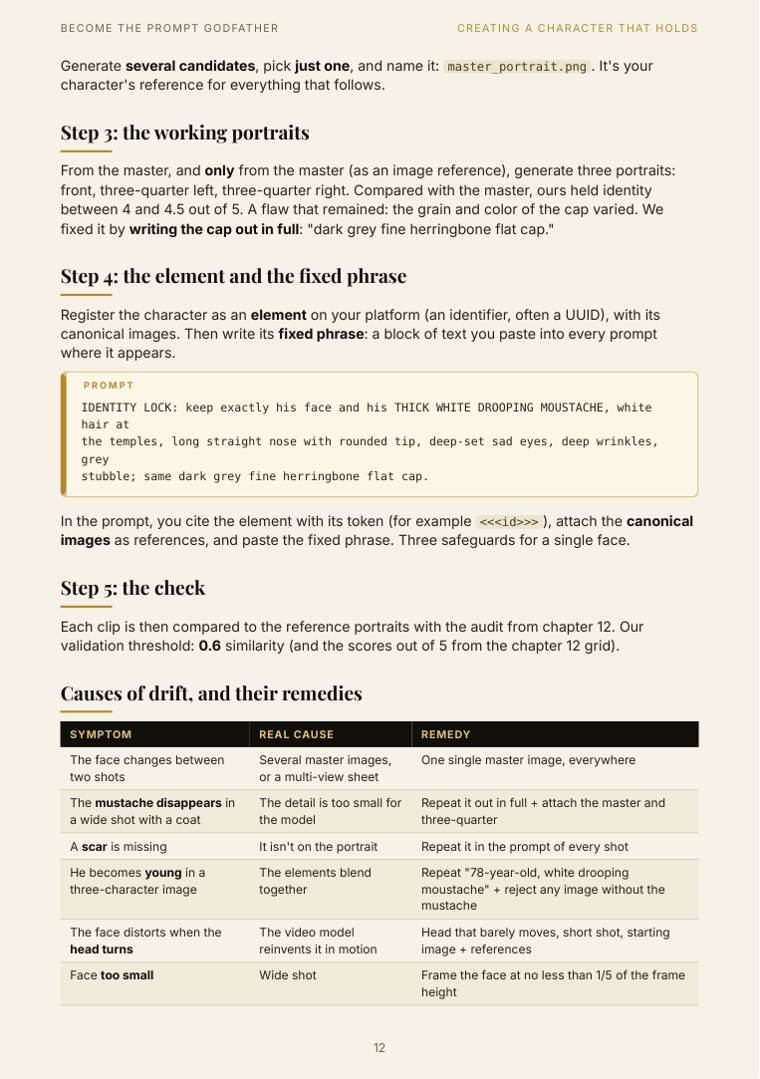 BECOME THE PROMPT GODFATHER
CREATING A CHARACTER THAT HOLDS
Generate several candidates, pick just one, and name it: master_portrait.png. It's your
character's reference for everything that follows.
Step 3: the working portraits
From the master, and only from the master (as an image reference), generate three portraits:
front, three-quarter left, three-quarter right. Compared with the master, ours held identity
between 4 and 4.5 out of 5. A flaw that remained: the grain and color of the cap varied. We
fixed it by writing the cap out in full: "dark grey fine herringbone flat cap."
Step 4: the element and the fixed phrase
Register the character as an element on your platform (an identifier, often a UUID), with its
canonical images. Then write its fixed phrase: a block of text you paste into every prompt
where it appears.
PROMPT
IDENTITY LOCK: keep exactly his face and his THICK WHITE DROOPING MOUSTACHE, white
hair at
the temples, long straight nose with rounded tip, deep-set sad eyes, deep wrinkles,
grey
stubble; same dark grey fine herringbone flat cap.
In the prompt, you cite the element with its token (for example <<<id>>>), attach the canonical
images as references, and paste the fixed phrase. Three safeguards for a single face.
Step 5: the check
Each clip is then compared to the reference portraits with the audit from chapter 12. Our
validation threshold: 0.6 similarity (and the scores out of 5 from the chapter 12 grid).
Causes of drift, and their remedies
SYMPTOM REAL CAUSE REMEDY
The face changes between
two shots
Several master images,
or a multi-view sheet
One single master image, everywhere
The mustache disappears in
a wide shot with a coat
The detail is too small for
the model
Repeat it out in full + attach the master and
three-quarter
A scar is missing
It isn't on the portrait
Repeat it in the prompt of every shot
He becomes young in a
three-character image
The elements blend
together
Repeat "78-year-old, white drooping
moustache" + reject any image without the
mustache
The face distorts when the
head turns
The video model
reinvents it in motion
Head that barely moves, short shot, starting
image + references
Face too small
Wide shot
Frame the face at no less than 1/5 of the frame
height
12